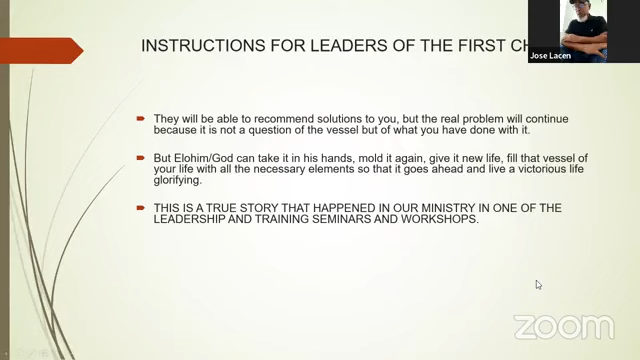 INSTRUCTIONS FOR LEADERS OF THE FIRST CH
Jose Lacen
They will be able to recommend solutions to you, but the real problem will continue
because it is not a question of the vessel but of what you have done with it.
But Elohim/God can take it in his hands, mold it again, give it new life, fill that vessel of
your life with all the necessary elements so that it goes ahead and live a victorious life
glorifying.
THIS IS A TRUE STORY THAT HAPPENED IN OUR MINISTRY IN ONE OF THE
LEADERSHIP AND TRAINING SEMINARS AND WORKSHOPS.
zoom